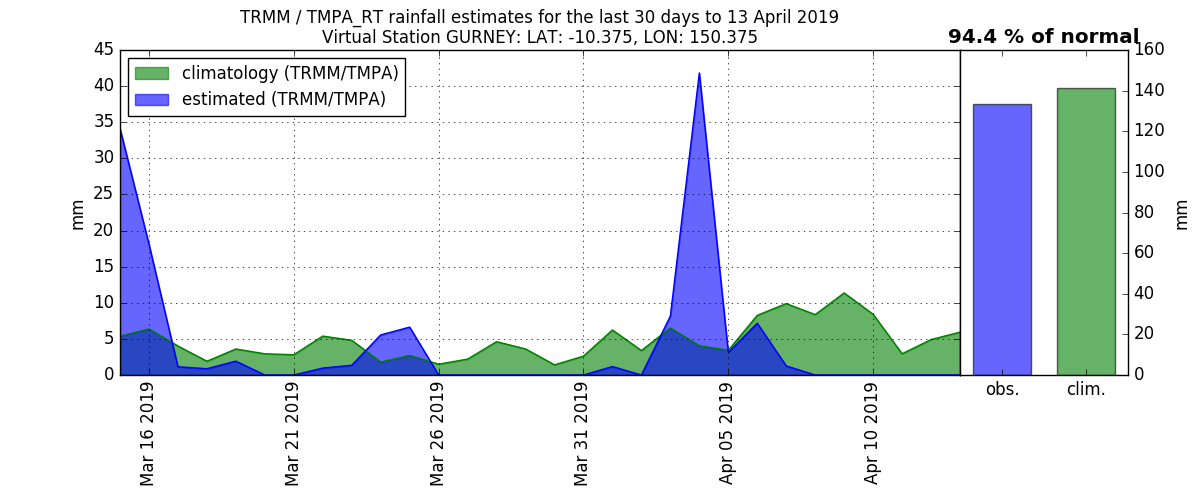 TRMM / TMPA_RT rainfall estimates for the last 30 days to 13 April 2019
Virtual Station GURNEY: LAT: -10.375, LON: 150.375
94.4 % of normal
climatology (TRMM/TMPA)
estimated (TRMM/TMPA)
45
40
35
30
25
20
15
10
5
0
mm
Mar 16 2019
Mar 21 2019
Mar 26 2019
Mar 31 2019
Apr 05 2019
Apr 10 2019
obs.
clim.
160
140
120
100
80
60
40
20
0
mm